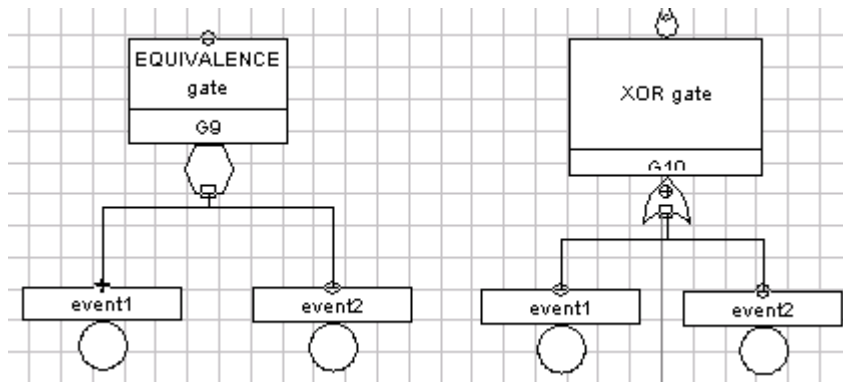 EQUIVALENCE
gate
G9
event1
event2
XOR gate
G10
event1
event2